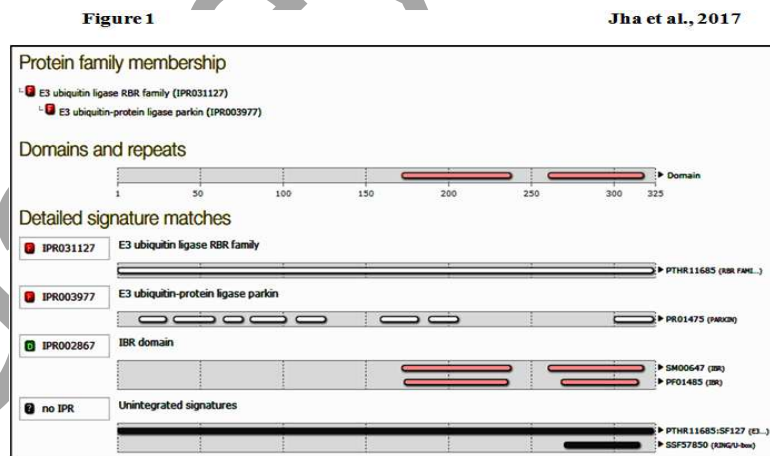 Figure 1 Jha et al., 2017
Protein family membership
F E3 ubiquitin ligase RBR family (IPR031127)
F E3 ubiquitin-protein ligase parkin (IPR003977)
Domains and repeats
Domain
1 50 100 150 200 250 300 325
Detailed signature matches
F IPR031127 E3 ubiquitin ligase RBR family
PTHR11685 (RBR FAMI...)
F IPR003977 E3 ubiquitin-protein ligase parkin
PR01475 (PARKIN)
D IPR002867 IBR domain
SM00647 (IBR)
PF01485 (IBR)
? no IPR Unintegrated signatures
PTHR11685:SF127 (E3...)
SSF57850 (RING/U-box)